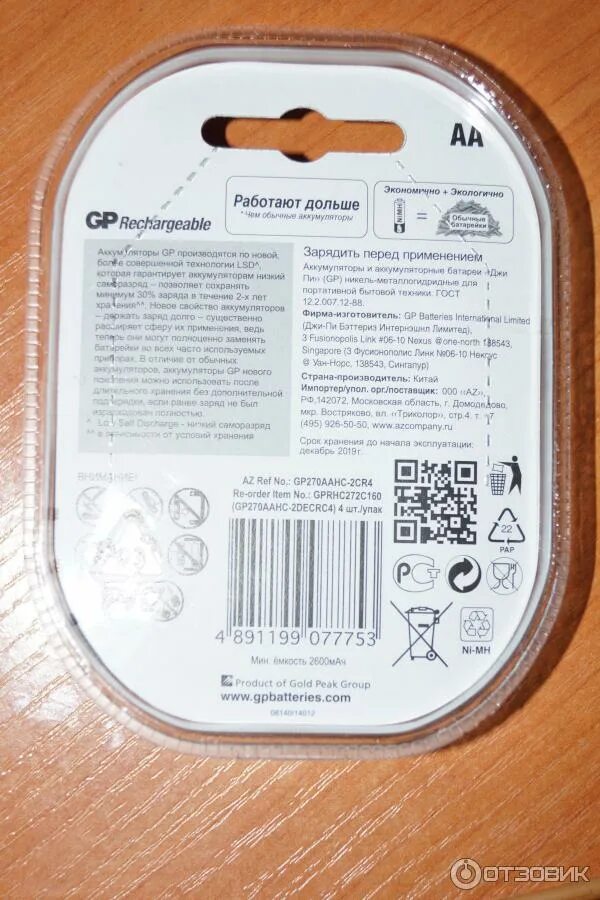 AA
GP Rechargeable
Работают дольше
* Чем обычные аккумуляторы
Экономично + Экологично
NiMH
=
Обычные
батарейки
Аккумуляторы GP производятся по новой,
более совершенной технологии LSD^,
которая гарантирует аккумуляторам низкий
саморазряд – позволяет сохранять
минимум 30% заряда в течение 2-х лет
хранения^^. Новое свойство аккумуляторов
– держать заряд долго – существенно
расширяет сферу их применения, ведь
теперь они могут полноценно заменять
батарейки во всех часто используемых
приборах. В отличие от обычных
аккумуляторов, аккумуляторы GP нового
поколения можно использовать после
длительного хранения без дополнительной
подзарядки, если ранее заряд не был
израсходован полностью.
^ Low Self Discharge - низкий саморазряд
^^ в зависимости от условий хранения
Зарядить перед применением
Аккумуляторы и аккумуляторные батареи «Джи
Пи» (GP) никель-металлогидридные для
портативной бытовой техники. ГОСТ
12.2.007.12-88.
Фирма-изготовитель: GP Batteries International Limited
(Джи-Пи Бэттериз Интернэшнл Лимитед),
3 Fusionopolis Link #06-10 Nexus @one-north 138543,
Singapore (3 Фусионополис Линк №06-10 Нексус
@ Уан-Норс, 138543, Сингапур)
Страна-производитель: Китай
Импортер/упол. орг./поставщик: ООО «AZ»,
РФ,142072, Московская область, г. Домодедово,
мкр. Востряково, вл. «Триколор», стр.4. т. +7
(495) 926-50-50, www.azcompany.ru
Срок хранения до начала эксплуатации:
декабрь 2019г.
ВНИМАНИЕ!
AZ Ref No.: GP270AAHC-2CR4
Re-order Item No.: GPRHC272C160
(GP270AAHC-2DECRC4) 4 шт./упак
22
PAP
4 891199 077753
Ni-MH
Мин. ёмкость 2600мАч
Product of Gold Peak Group
www.gpbatteries.com
08140/14012
ОТЗОВИК